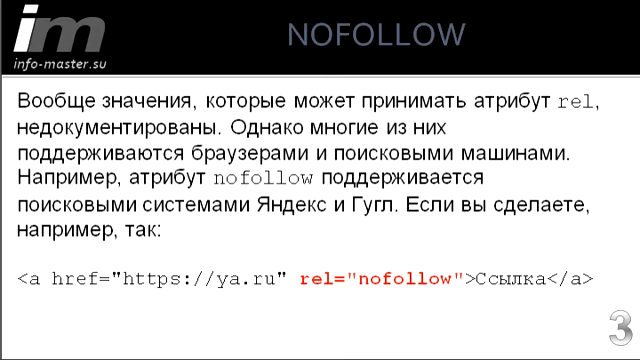 im
info-master.su
NOFOLLOW
Вообще значения, которые может принимать атрибут rel,
недокументированы. Однако многие из них
поддерживаются браузерами и поисковыми машинами.
Например, атрибут nofollow поддерживается
поисковыми системами Яндекс и Гугл. Если вы сделаете,
например, так:
<a href="https://ya.ru" rel="nofollow">Ссылка</a>
3